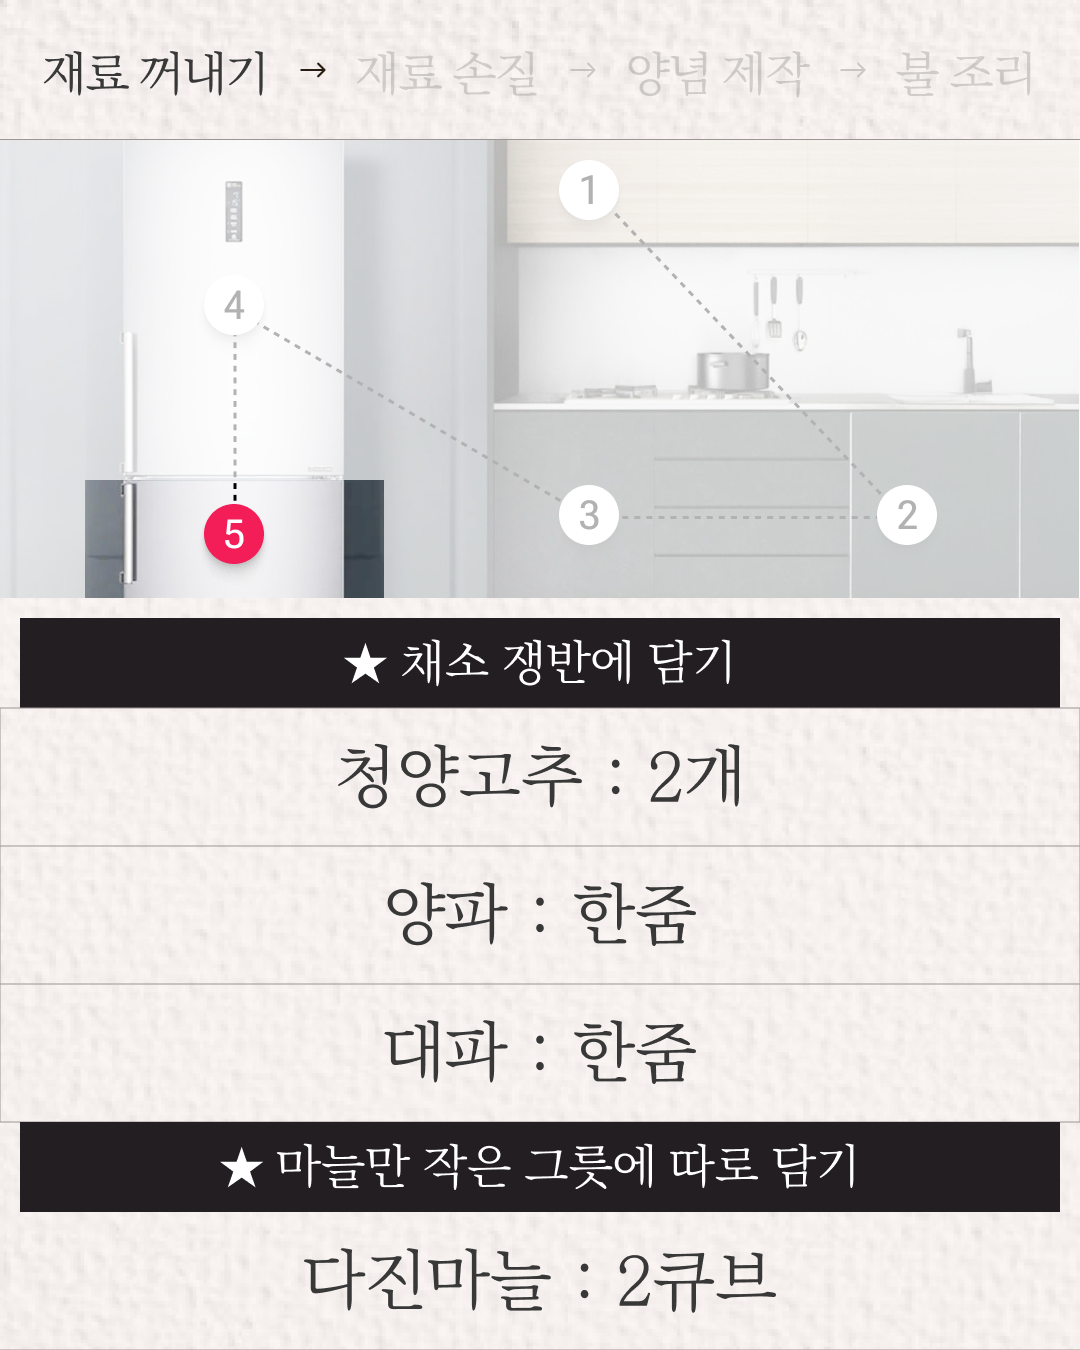 재료 꺼내기 → 재료 손질 → 양념 제작 → 불 조리
1
4
5
3
2
★ 채소 쟁반에 담기
청양고추 : 2개
양파 : 한줌
대파 : 한줌
★ 마늘만 작은 그릇에 따로 담기
다진마늘 : 2큐브